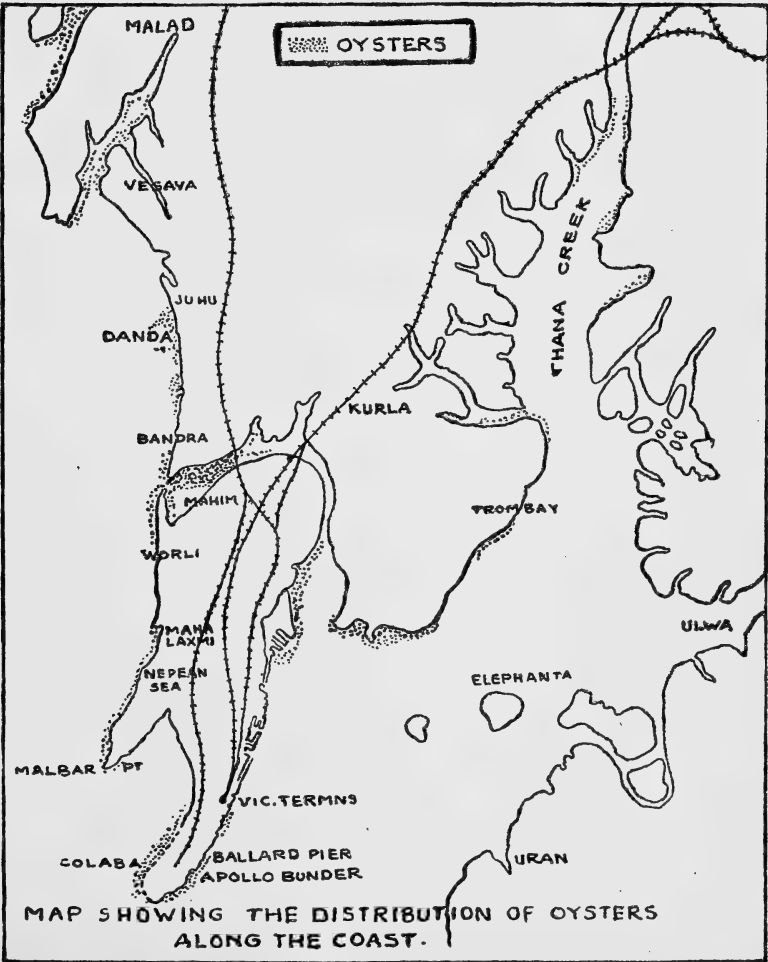 MALAD
OYSTERS
VESAVA
THANA CREEK
JUHU
DANDA
KURLA
BANDRA
MAHIM
TROMBAY
WORLI
MAHA
LAXMI
ULWA
NEPEAN
SEA
ELEPHANTA
MALBAR PT
VIC. TERMNS
COLABA
BALLARD PIER
APOLLO BUNDER
URAN
MAP SHOWING THE DISTRIBUTION OF OYSTERS
ALONG THE COAST.